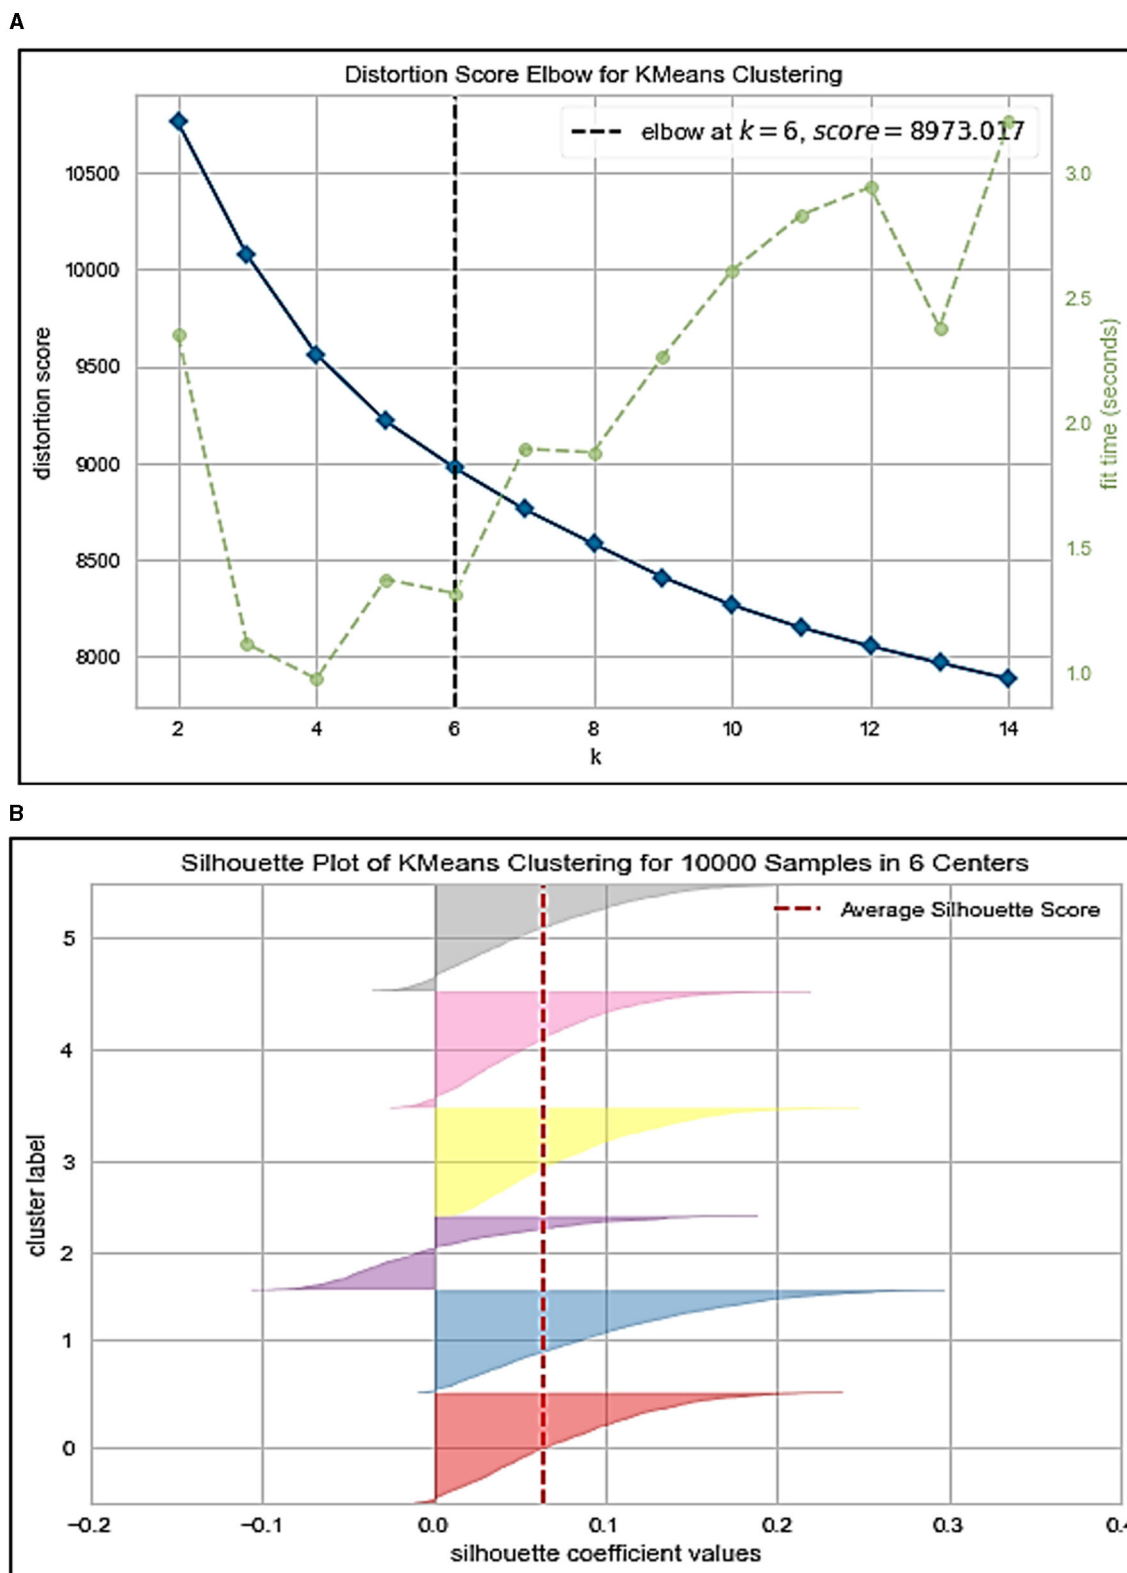 A
Distortion Score Elbow for KMeans Clustering
elbow at k = 6, score = 8973.017
10500
10000
9500
9000
8500
8000
distortion score
3.0
2.5
2.0
1.5
1.0
fit time (seconds)
2 4 6 8 10 12 14
k
B
Silhouette Plot of KMeans Clustering for 10000 Samples in 6 Centers
Average Silhouette Score
5
4
3
2
1
0
cluster label
−0.2 −0.1 0.0 0.1 0.2 0.3 0.4
silhouette coefficient values